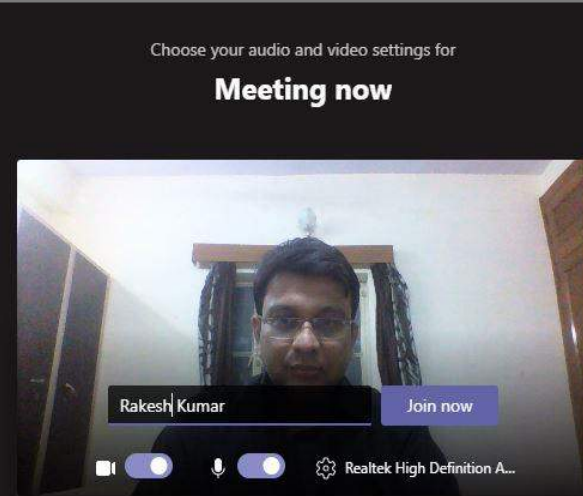 Choose your audio and video settings for
Meeting now
Rakesh Kumar
Join now
Realtek High Definition A...